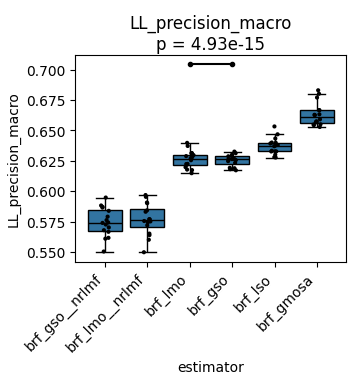 LL_precision_macro
p = 4.93e-15
LL_precision_macro
0.700
0.675
0.650
0.625
0.600
0.575
0.550
brf_gso__nrlmf
brf_lmo__nrlmf
brf_lmo
brf_gso
brf_lso
brf_gmosa
estimator